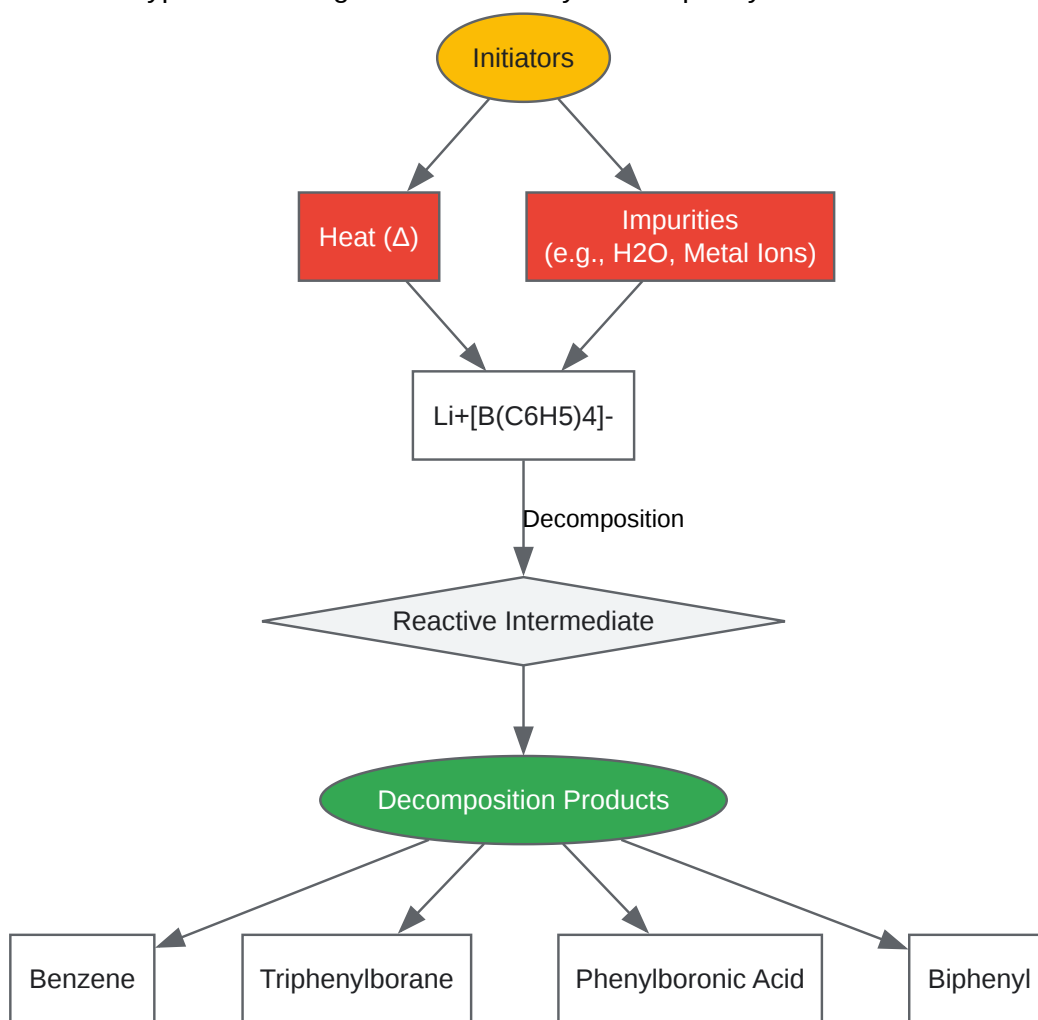 Initiators
Heat (Δ)
Impurities
(e.g., H2O, Metal Ions)
Li+[B(C6H5)4]-
Decomposition
Reactive Intermediate
Decomposition Products
Benzene
Triphenylborane
Phenylboronic Acid
Biphenyl